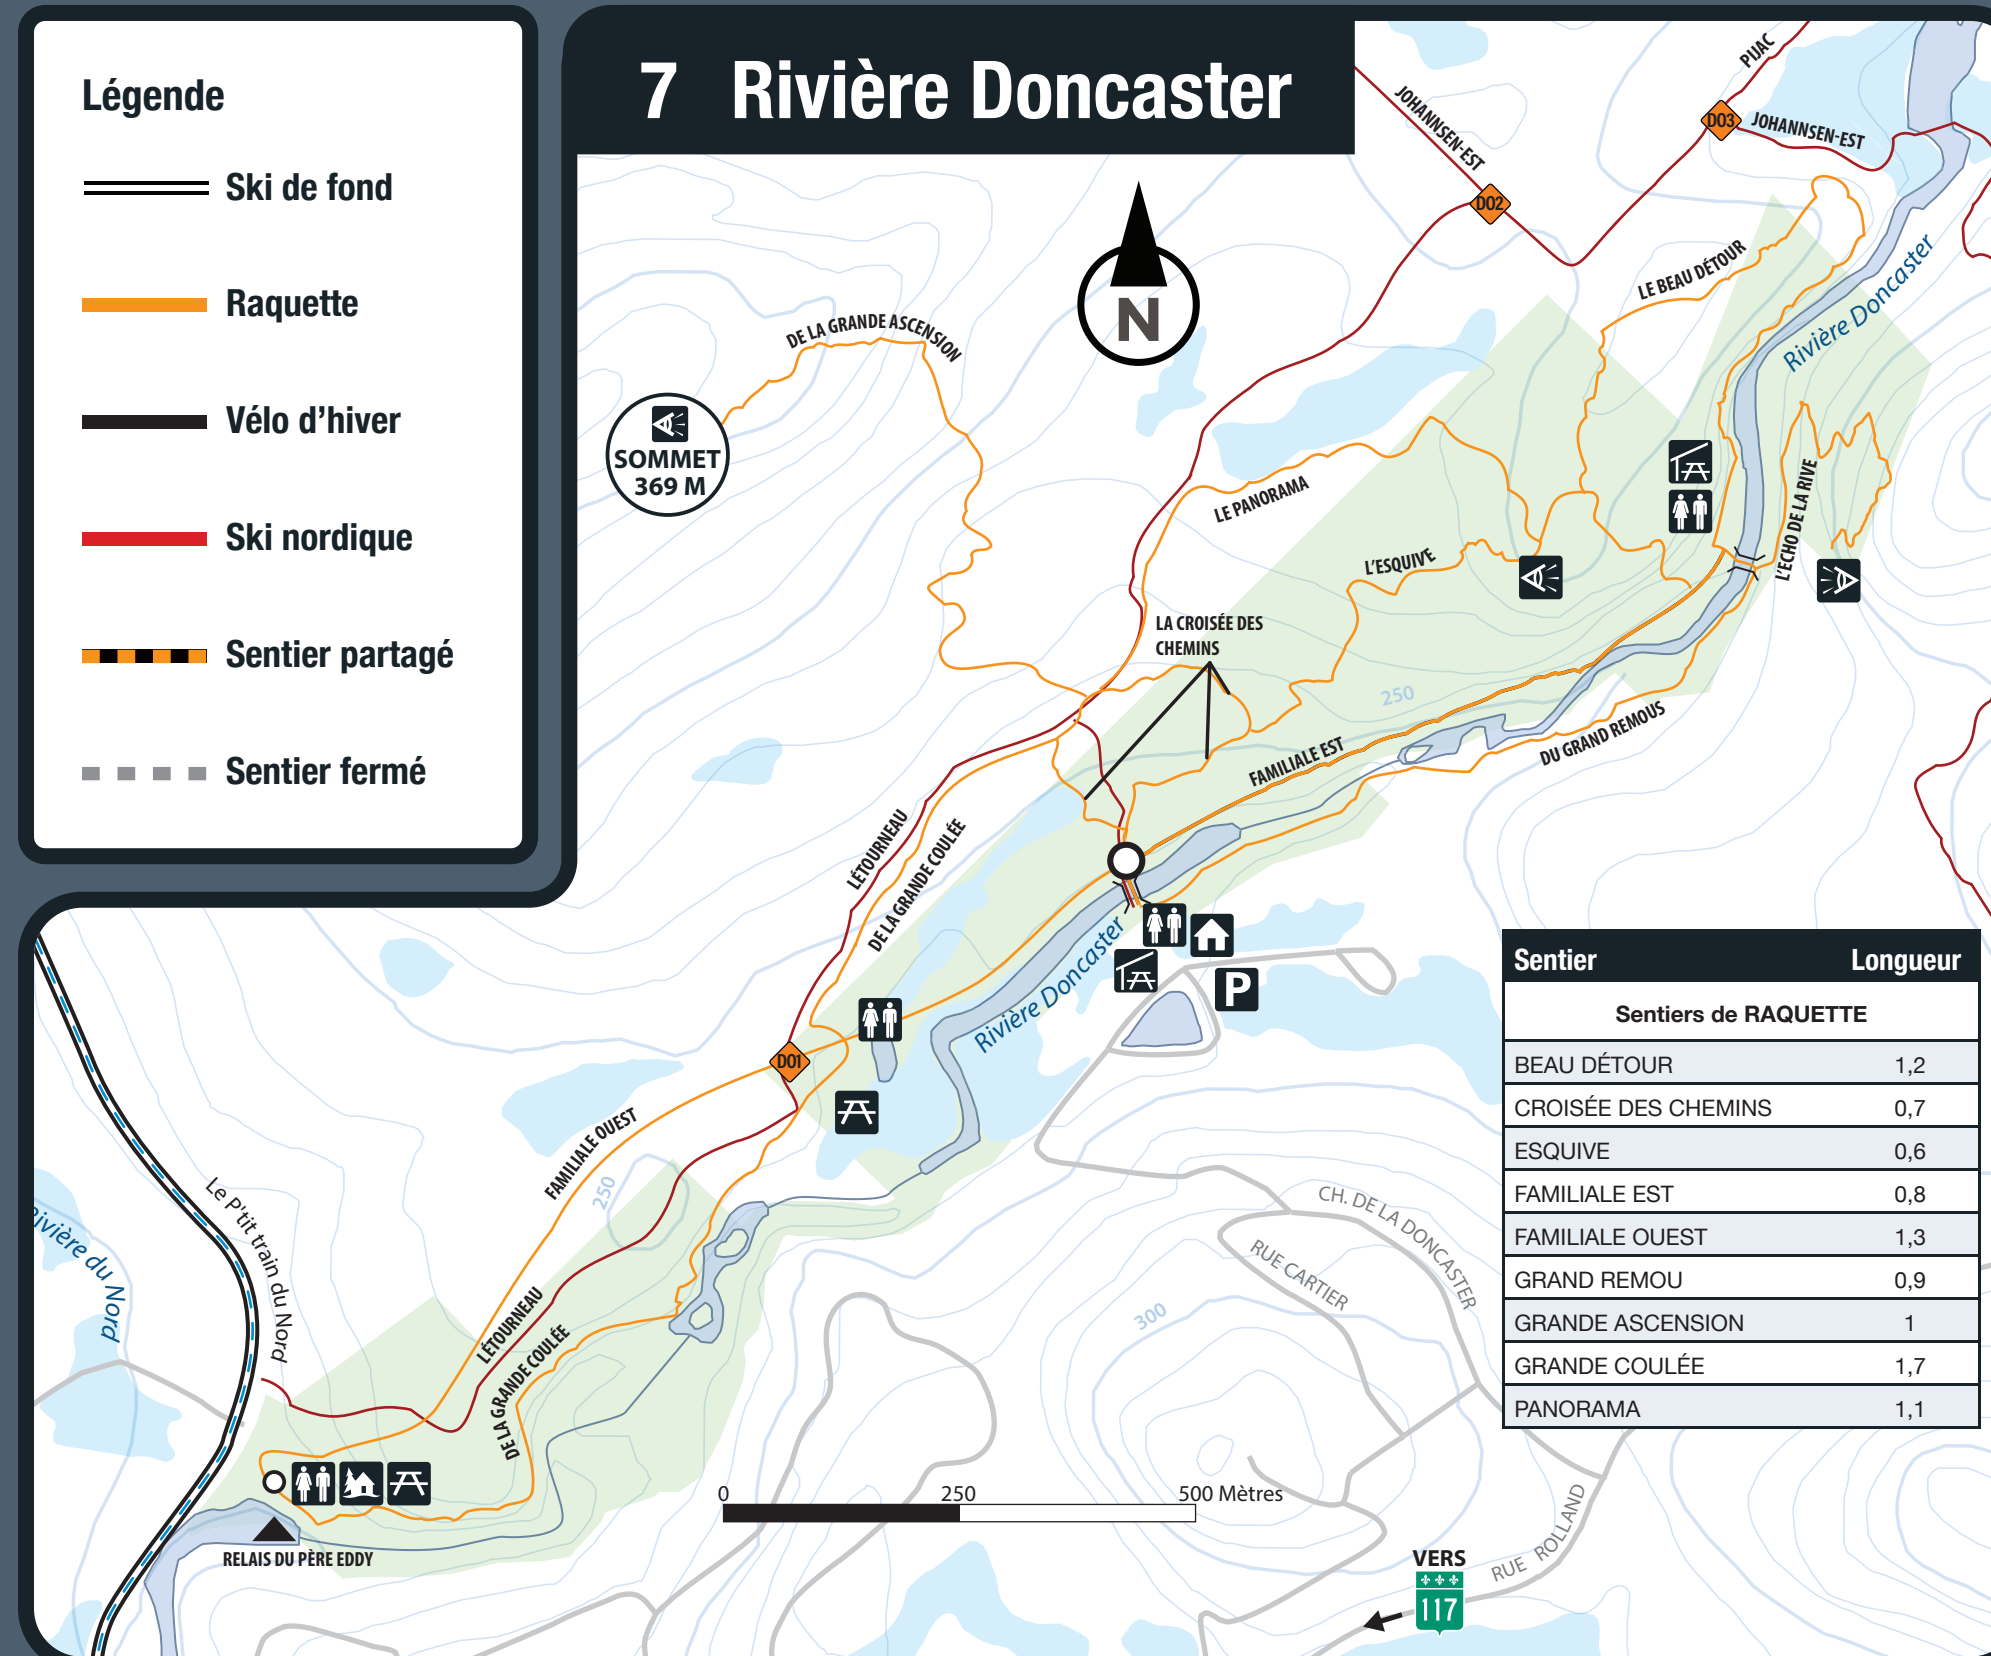 Légende
Ski de fond
Raquette
Vélo d'hiver
Ski nordique
Sentier partagé
Sentier fermé
7 Rivière Doncaster
PIJAC
JOHANNSEN-EST
DO3
JOHANNSEN-EST
DO2
N
LE BEAU DÉTOUR
Rivière Doncaster
DE LA GRANDE ASCENSION
SOMMET
369 M
LE PANORAMA
L'ESQUIVE
L'ECHO DE LA RIVE
LA CROISÉE DES
CHEMINS
250
FAMILIALE EST
DU GRAND REMOUS
LÉTOURNEAU
DE LA GRANDE COULÉE
Rivière Doncaster
P
DO1
FAMILIALE OUEST
250
Le P'tit train du Nord
Rivière du Nord
LÉTOURNEAU
DE LA GRANDE COULÉE
RELAIS DU PÈRE EDDY
CH. DE LA DONCASTER
RUE CARTIER
300
0 250 500 Mètres
RUE ROLLAND
VERS
117
Sentier Longueur
Sentiers de RAQUETTE
BEAU DÉTOUR 1,2
CROISÉE DES CHEMINS 0,7
ESQUIVE 0,6
FAMILIALE EST 0,8
FAMILIALE OUEST 1,3
GRAND REMOU 0,9
GRANDE ASCENSION 1
GRANDE COULÉE 1,7
PANORAMA 1,1